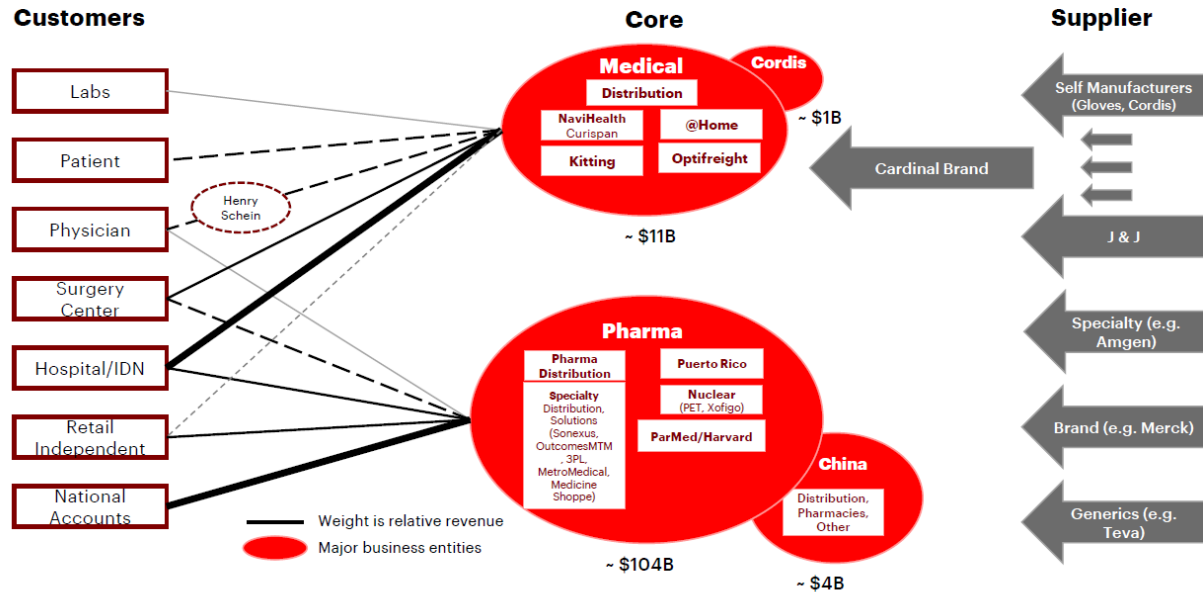 Customers
Core
Supplier
Labs
Patient
Henry
Schein
Physician
Surgery
Center
Hospital/IDN
Retail
Independent
National
Accounts
Medical
Distribution
NaviHealth
Curispan
@Home
Kitting
Optifreight
~ $11B
Cordis
~ $1B
Cardinal Brand
Self Manufacturers
(Gloves, Cordis)
J & J
Specialty (e.g.
Amgen)
Brand (e.g. Merck)
Generics (e.g.
Teva)
Pharma
Pharma
Distribution
Specialty
Distribution,
Solutions
(Sonexus,
OutcomesMTM
, 3PL,
MetroMedical,
Medicine
Shoppe)
Puerto Rico
Nuclear
(PET, Xofigo)
ParMed/Harvard
~ $104B
China
Distribution,
Pharmacies,
Other
~ $4B
Weight is relative revenue
Major business entities